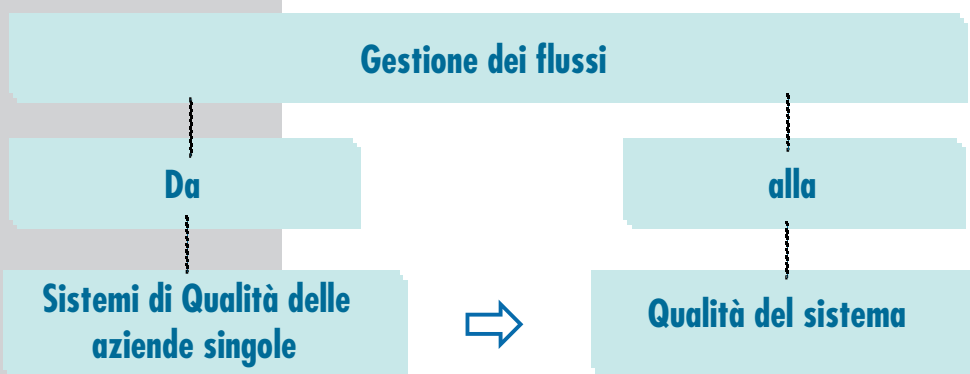 Gestione dei flussi
Da
alla
Sistemi di Qualità delle
aziende singole
Qualità del sistema